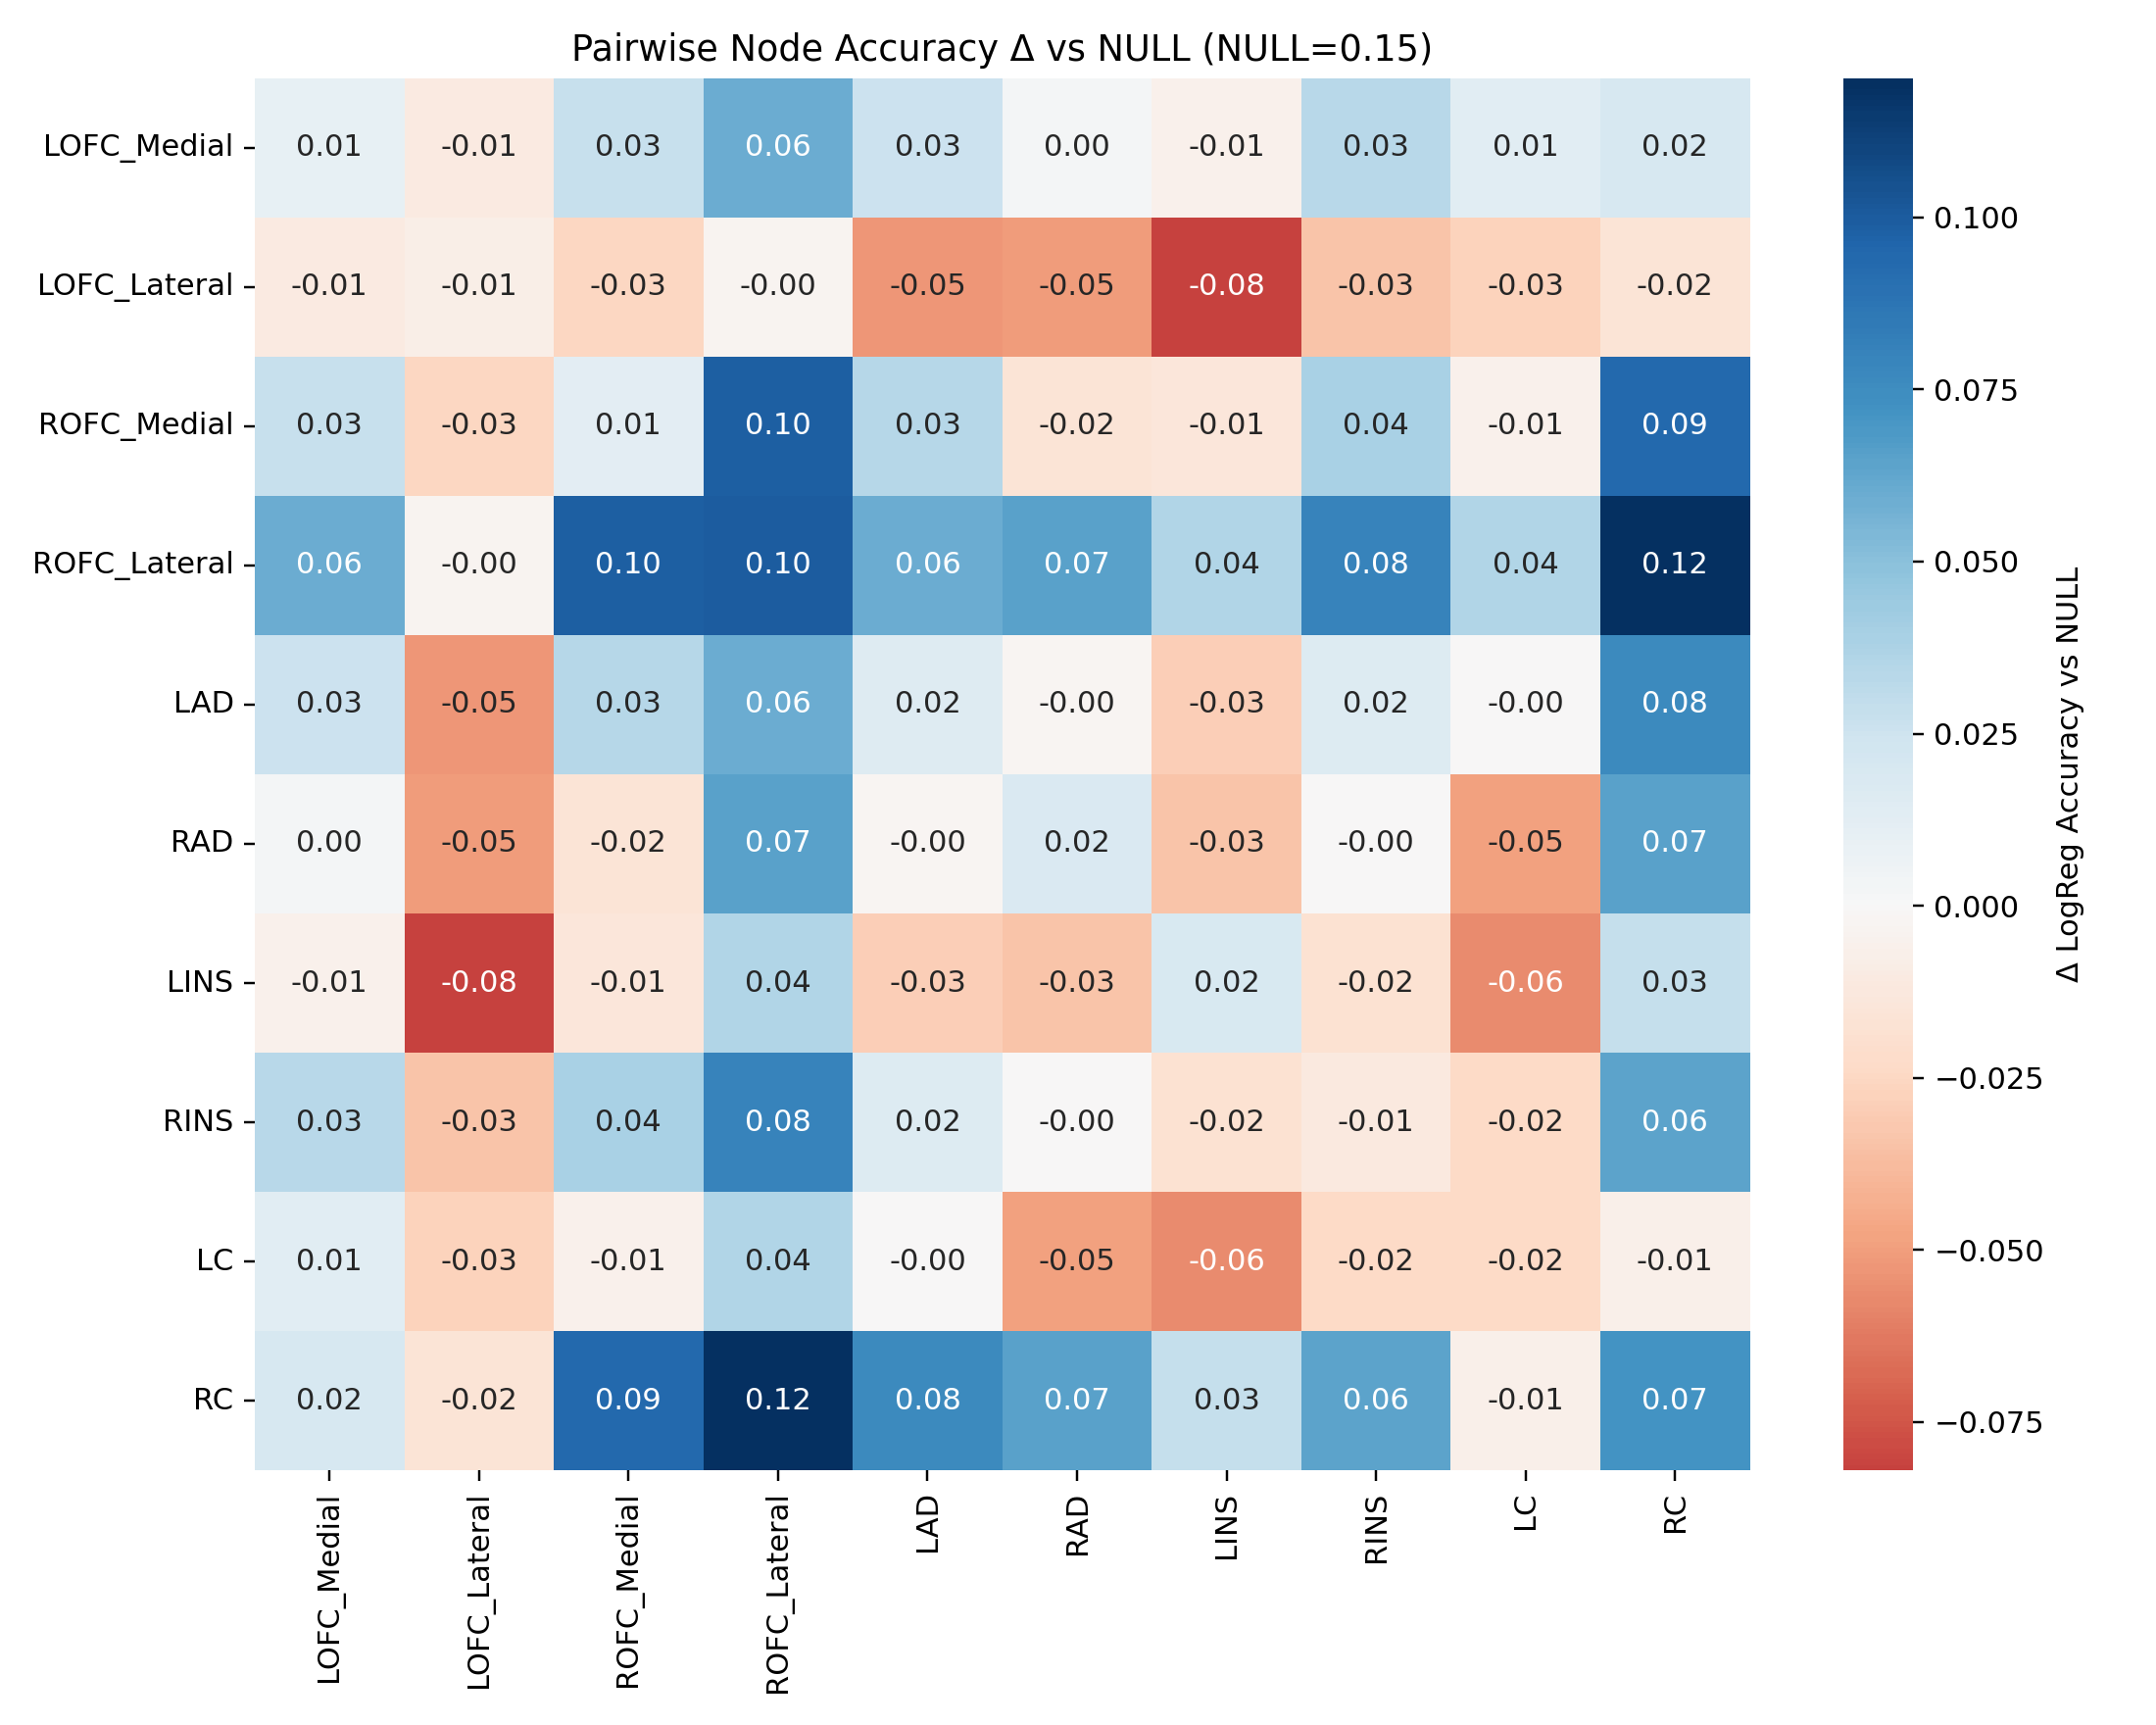 Pairwise Node Accuracy Δ vs NULL (NULL=0.15)
LOFC_Medial 0.01 -0.01 0.03 0.06 0.03 0.00 -0.01 0.03 0.01 0.02
LOFC_Lateral -0.01 -0.01 -0.03 -0.00 -0.05 -0.05 -0.08 -0.03 -0.03 -0.02
ROFC_Medial 0.03 -0.03 0.01 0.10 0.03 -0.02 -0.01 0.04 -0.01 0.09
ROFC_Lateral 0.06 -0.00 0.10 0.10 0.06 0.07 0.04 0.08 0.04 0.12
LAD 0.03 -0.05 0.03 0.06 0.02 -0.00 -0.03 0.02 -0.00 0.08
RAD 0.00 -0.05 -0.02 0.07 -0.00 0.02 -0.03 -0.00 -0.05 0.07
LINS -0.01 -0.08 -0.01 0.04 -0.03 -0.03 0.02 -0.02 -0.06 0.03
RINS 0.03 -0.03 0.04 0.08 0.02 -0.00 -0.02 -0.01 -0.02 0.06
LC 0.01 -0.03 -0.01 0.04 -0.00 -0.05 -0.06 -0.02 -0.02 -0.01
RC 0.02 -0.02 0.09 0.12 0.08 0.07 0.03 0.06 -0.01 0.07
LOFC_Medial LOFC_Lateral ROFC_Medial ROFC_Lateral LAD RAD LINS RINS LC RC
0.100
0.075
0.050
0.025
0.000
−0.025
−0.050
−0.075
Δ LogReg Accuracy vs NULL